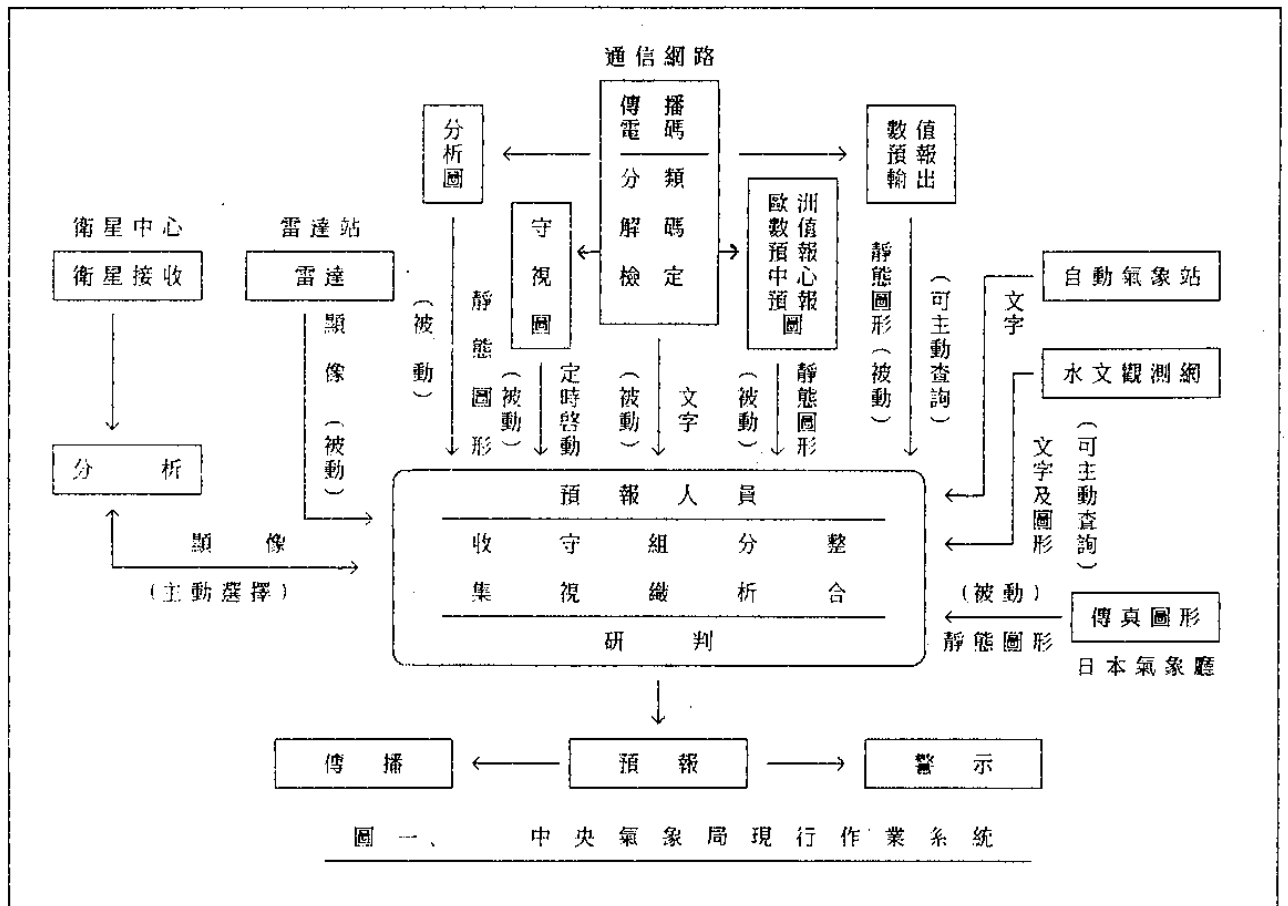 通信網路
傳播
電碼
分類
解碼
檢定
分析圖
守視圖
歐洲
數值
預報
中心
預報
圖
數值
預報
輸出
衛星中心
衛星接收
雷達站
雷達
自動氣象站
水文觀測網
分析
顯像
(主動選擇)
顯像(被動)
(被動)
靜態圖形
(被動)
定時啓動
(被動)
文字
(被動)
靜態圖形
靜態圖形(被動)
(可主動查詢)
文字
文字及圖形
(可主動查詢)
預報人員
收守組分整
集視織析合
研判
(被動)
傳真圖形
靜態圖形
日本氣象廳
傳播
預報
警示
圖一、 中央氣象局現行作業系統